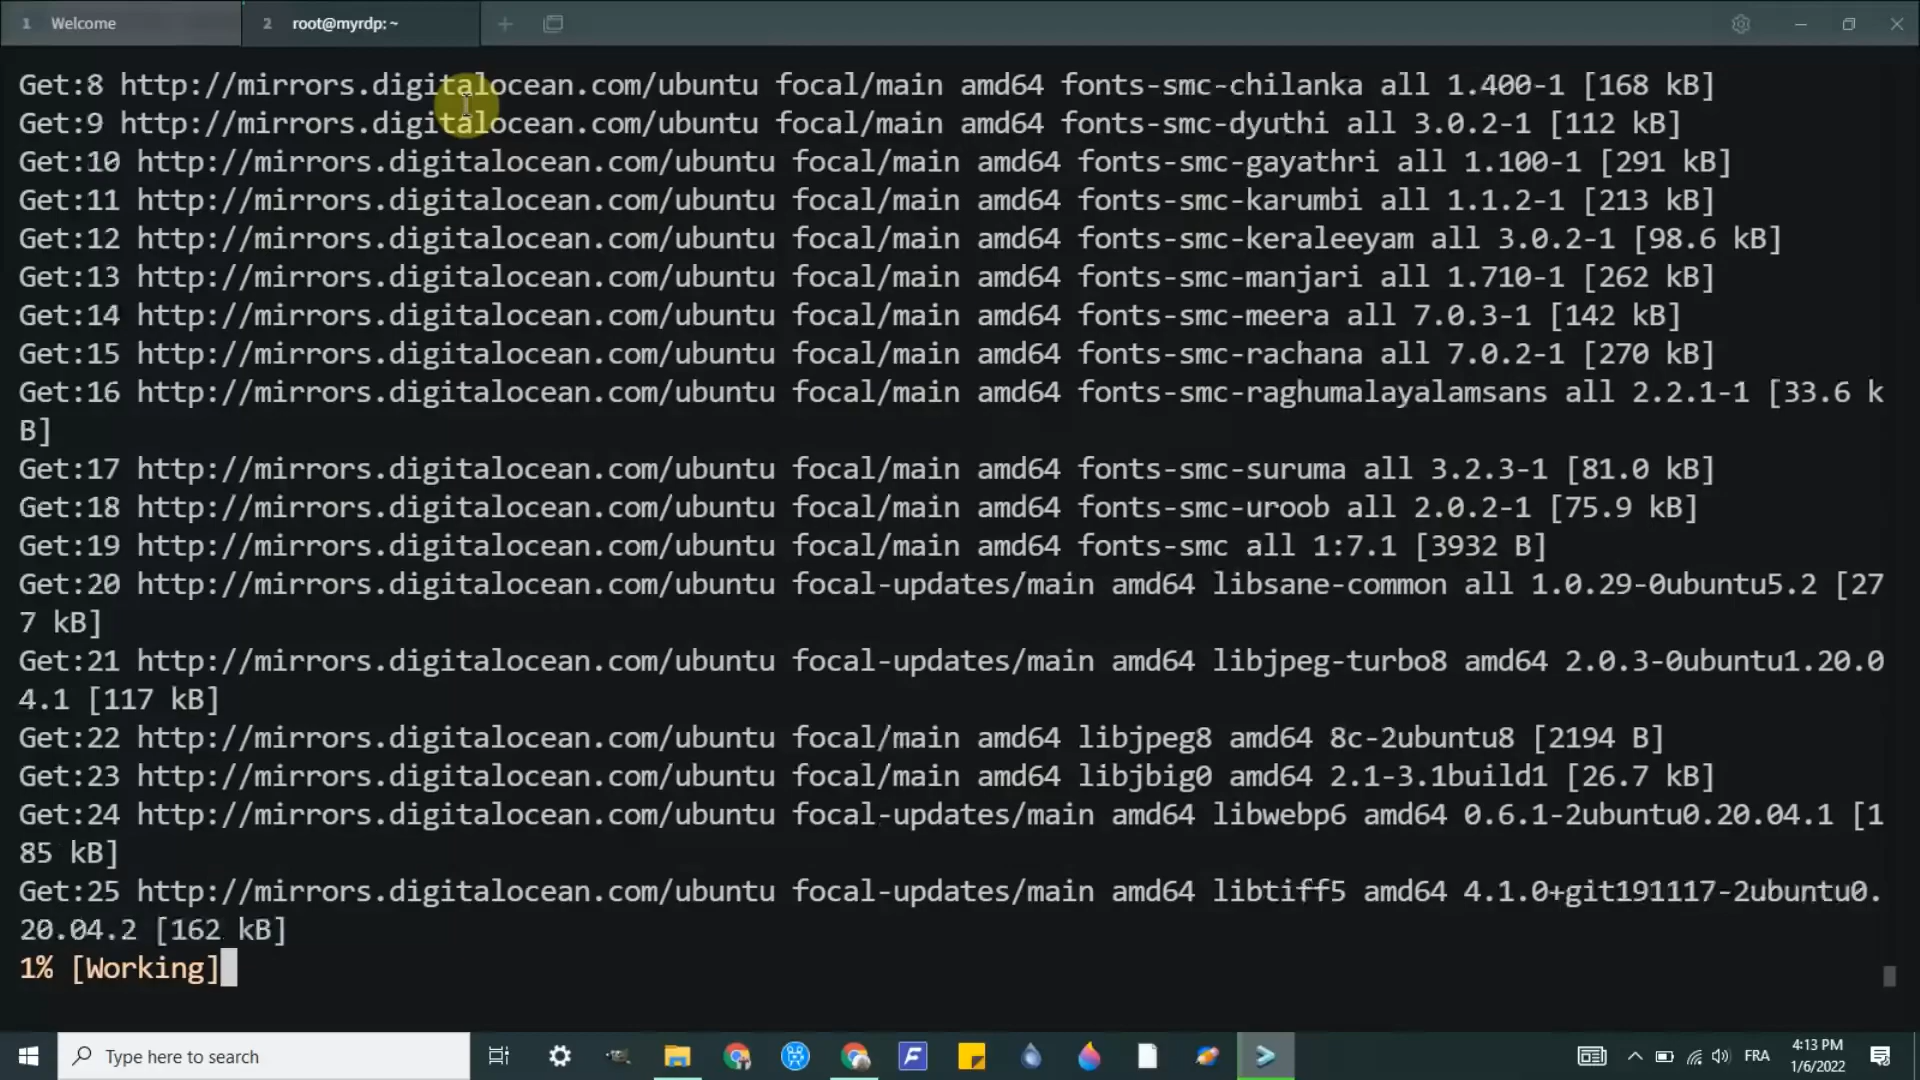 1 Welcome 2 root@myrdp: ~
Get:8 http://mirrors.digitalocean.com/ubuntu focal/main amd64 fonts-smc-chilanka all 1.400-1 [168 kB]
Get:9 http://mirrors.digitalocean.com/ubuntu focal/main amd64 fonts-smc-dyuthi all 3.0.2-1 [112 kB]
Get:10 http://mirrors.digitalocean.com/ubuntu focal/main amd64 fonts-smc-gayathri all 1.100-1 [291 kB]
Get:11 http://mirrors.digitalocean.com/ubuntu focal/main amd64 fonts-smc-karumbi all 1.1.2-1 [213 kB]
Get:12 http://mirrors.digitalocean.com/ubuntu focal/main amd64 fonts-smc-keraleeyam all 3.0.2-1 [98.6 kB]
Get:13 http://mirrors.digitalocean.com/ubuntu focal/main amd64 fonts-smc-manjari all 1.710-1 [262 kB]
Get:14 http://mirrors.digitalocean.com/ubuntu focal/main amd64 fonts-smc-meera all 7.0.3-1 [142 kB]
Get:15 http://mirrors.digitalocean.com/ubuntu focal/main amd64 fonts-smc-rachana all 7.0.2-1 [270 kB]
Get:16 http://mirrors.digitalocean.com/ubuntu focal/main amd64 fonts-smc-raghumalayalamsans all 2.2.1-1 [33.6 k
B]
Get:17 http://mirrors.digitalocean.com/ubuntu focal/main amd64 fonts-smc-suruma all 3.2.3-1 [81.0 kB]
Get:18 http://mirrors.digitalocean.com/ubuntu focal/main amd64 fonts-smc-uroob all 2.0.2-1 [75.9 kB]
Get:19 http://mirrors.digitalocean.com/ubuntu focal/main amd64 fonts-smc all 1:7.1 [3932 B]
Get:20 http://mirrors.digitalocean.com/ubuntu focal-updates/main amd64 libsane-common all 1.0.29-0ubuntu5.2 [27
7 kB]
Get:21 http://mirrors.digitalocean.com/ubuntu focal-updates/main amd64 libjpeg-turbo8 amd64 2.0.3-0ubuntu1.20.0
4.1 [117 kB]
Get:22 http://mirrors.digitalocean.com/ubuntu focal/main amd64 libjpeg8 amd64 8c-2ubuntu8 [2194 B]
Get:23 http://mirrors.digitalocean.com/ubuntu focal/main amd64 libjbig0 amd64 2.1-3.1build1 [26.7 kB]
Get:24 http://mirrors.digitalocean.com/ubuntu focal-updates/main amd64 libwebp6 amd64 0.6.1-2ubuntu0.20.04.1 [1
85 kB]
Get:25 http://mirrors.digitalocean.com/ubuntu focal-updates/main amd64 libtiff5 amd64 4.1.0+git191117-2ubuntu0.
20.04.2 [162 kB]
1% [Working]
Type here to search
FRA
4:13 PM
1/6/2022